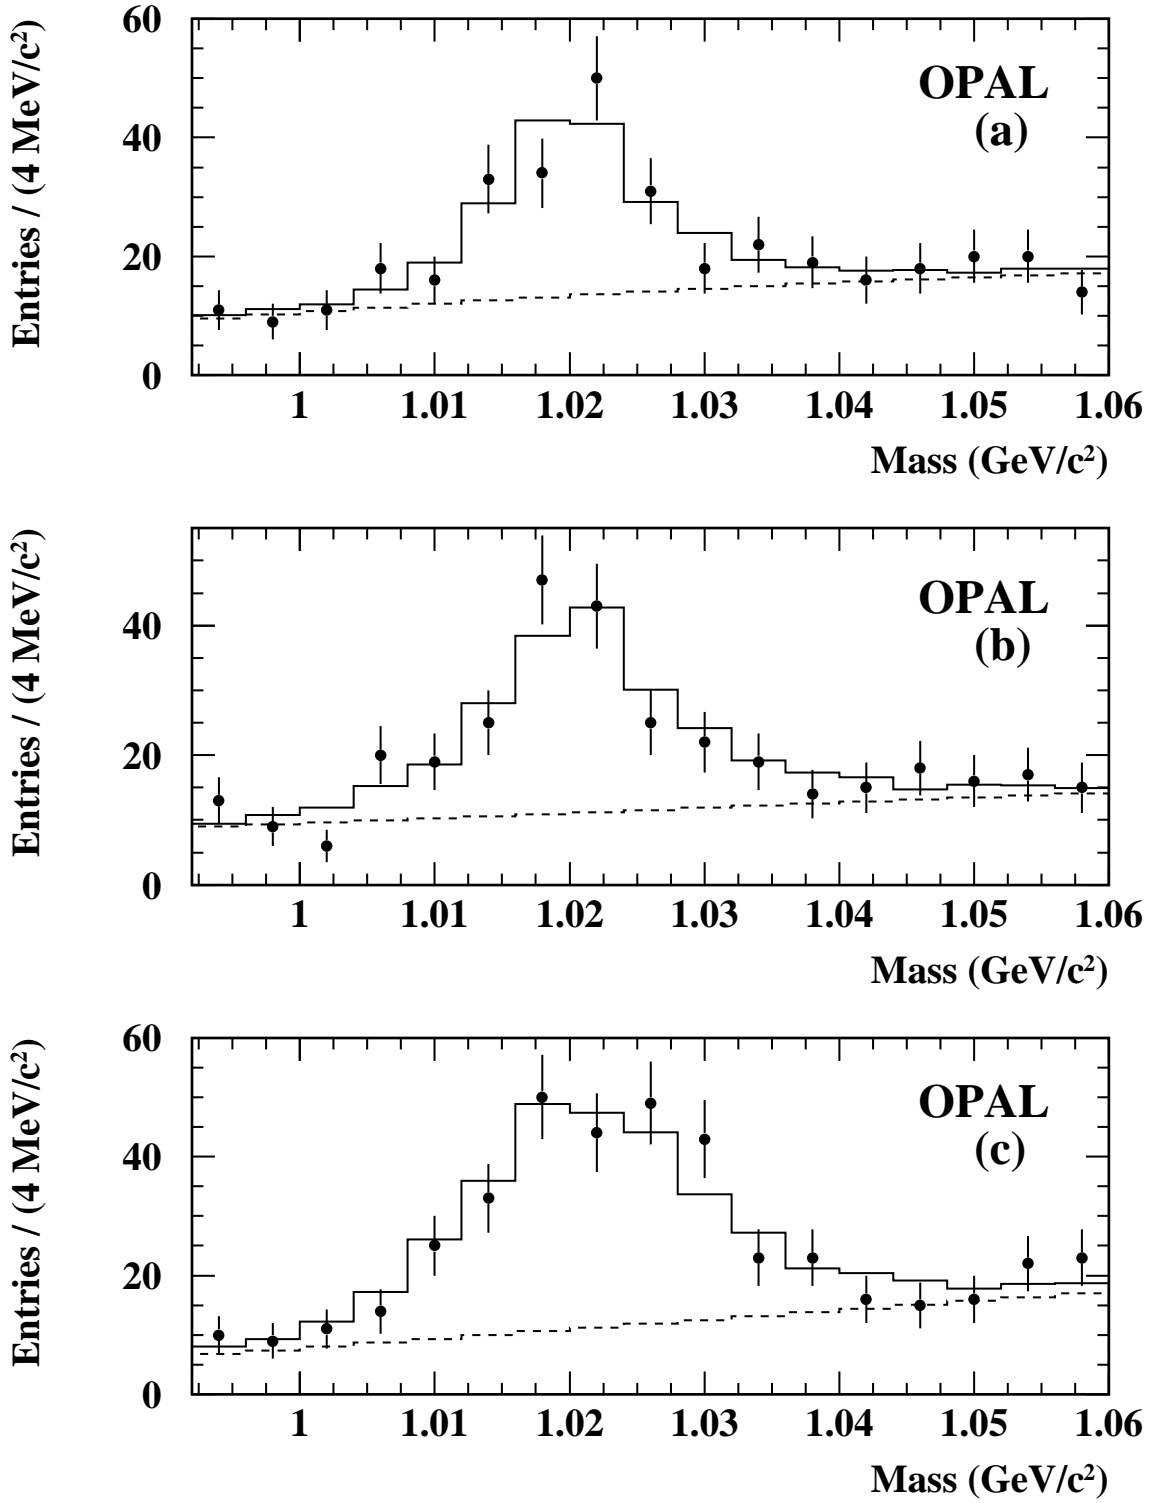 Entries / (4 MeV/c²)
60
40
20
0
OPAL
(a)
1 1.01 1.02 1.03 1.04 1.05 1.06
Mass (GeV/c²)
Entries / (4 MeV/c²)
40
20
0
OPAL
(b)
1 1.01 1.02 1.03 1.04 1.05 1.06
Mass (GeV/c²)
Entries / (4 MeV/c²)
60
40
20
0
OPAL
(c)
1 1.01 1.02 1.03 1.04 1.05 1.06
Mass (GeV/c²)